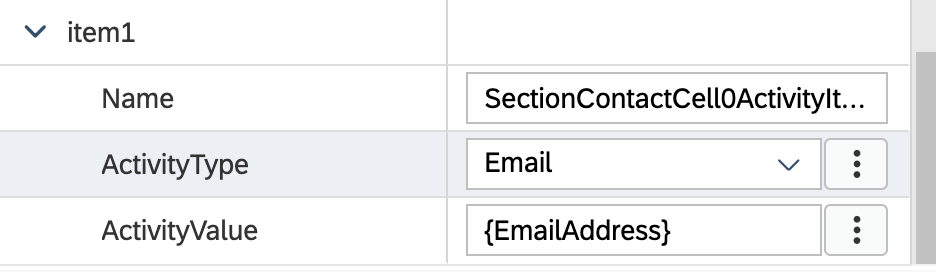 item1
Name SectionContactCell0ActivityIt...
ActivityType Email
ActivityValue {EmailAddress}